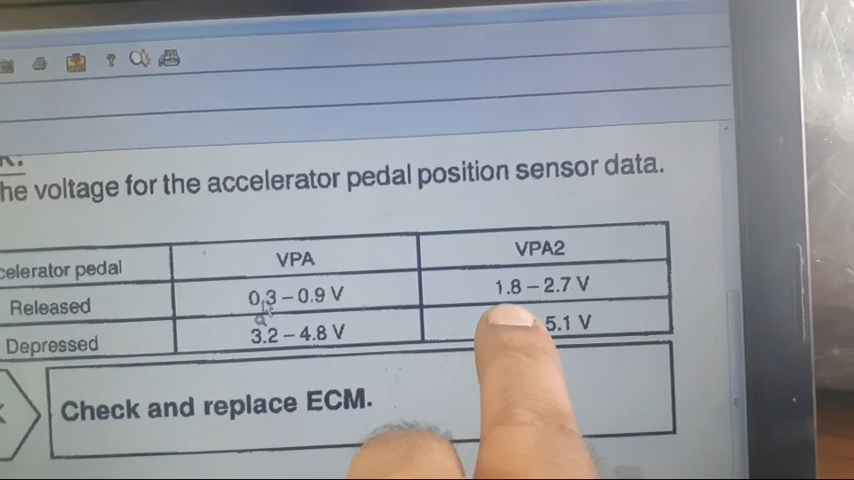 he voltage for the accelerator pedal position sensor data.
celerator pedal VPA VPA2
Released 0.3 – 0.9 V 1.8 – 2.7 V
Depressed 3.2 – 4.8 V 5.1 V
Check and replace ECM.